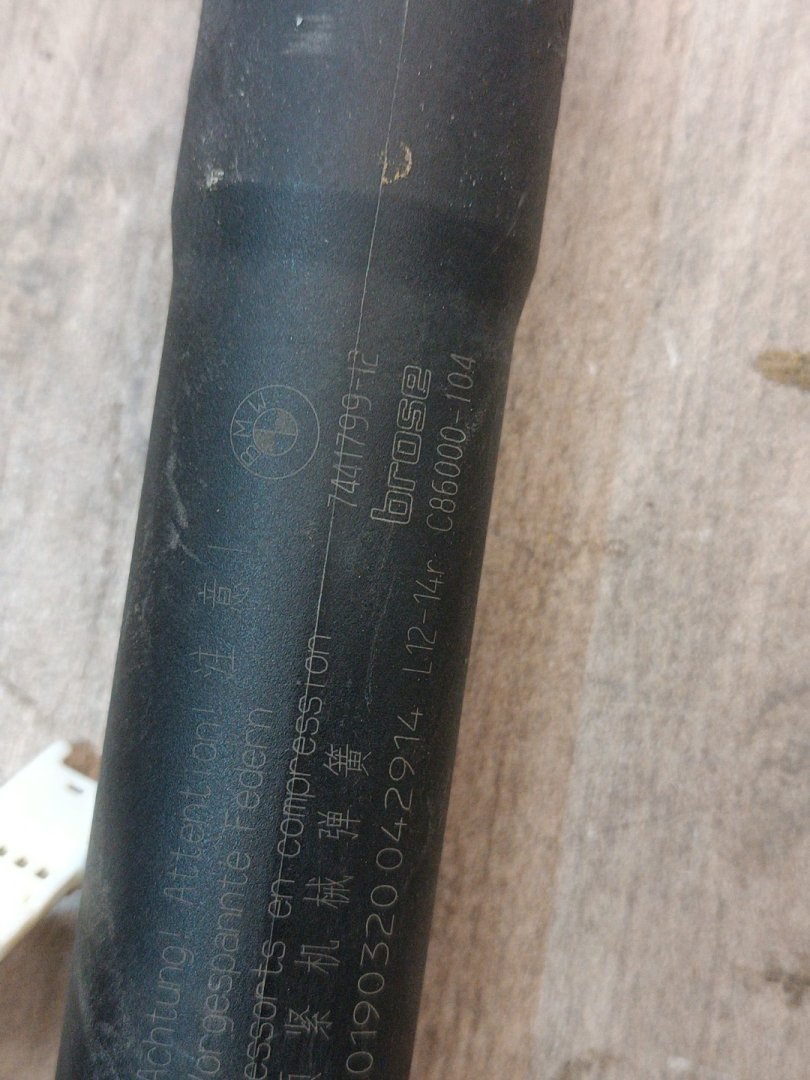 BMW
7441799-12
brose
L12-14r C86000-104
Achtung! Attention! 注意!
Vorgespannte Federn
essorts en compression
紧机械弹簧
0190320042914